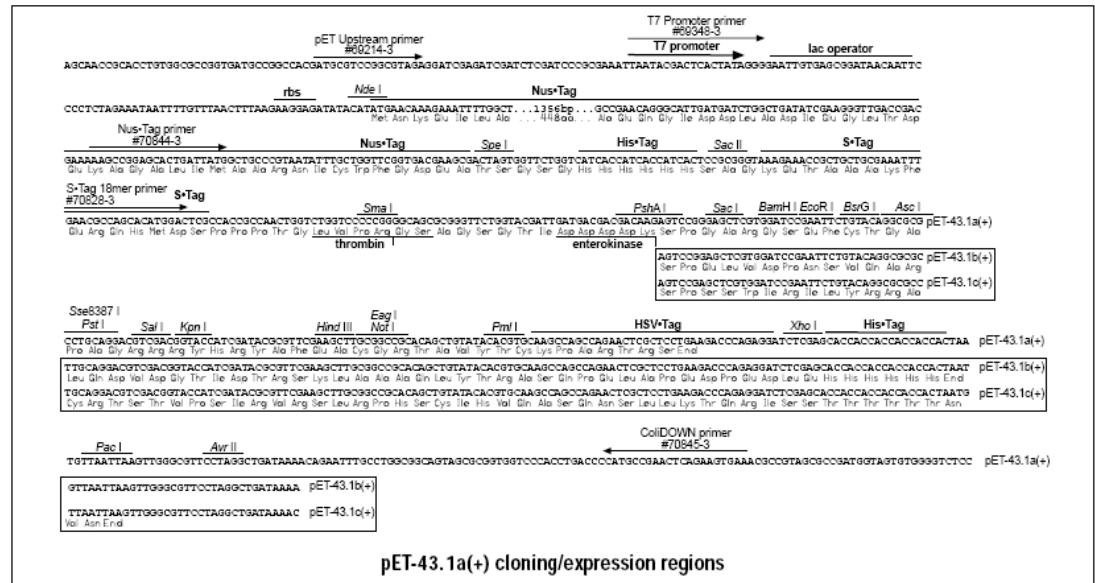 T7 Promoter primer
pET Upstream primer #69348-3
#69214-3 T7 promoter lac operator
AGCAACCGCACCTGTGGCGCCGGTGATGCCGGCCACGATGCGTCCGGCGTAGAGGATCGAGATCGATCTCGATCCCGCGAAATTAATACGACTCACTATAGGGGAATTGTGAGCGGATAACAATTC
rbs Nde I Nus•Tag
CCCTCTAGAAATAATTTTGTTTAACTTTAAGAAGGAGATATACATATGAACAAAGAAATTTTGGCT...1356bp...GCCGAACAGGGCATTGATGATCTGGCTGATATCGAAGGGTTGACCGAC
Met Asn Lys Glu Ile Leu Ala ...448aa... Ala Glu Gln Gly Ile Asp Asp Leu Ala Asp Ile Glu Gly Leu Thr Asp
Nus•Tag primer
#70844-3 Nus•Tag Spe I His•Tag Sac II S•Tag
GAAAAAGCCGGAGCACTGATTATGGCTGCCCGTAATATTTGCTGGTTCGGTGACGAAGCGACTAGTGGTTCTGGTCATCACCATCACCATCACTCCGCGGGTAAAGAAACCGCTGCTGCGAAATTT
Glu Lys Ala Gly Ala Leu Ile Met Ala Ala Arg Asn Ile Cys Trp Phe Gly Asp Glu Ala Thr Ser Gly Ser Gly His His His His His His Ser Ala Gly Lys Glu Thr Ala Ala Ala Lys Phe
S•Tag 18mer primer
#70828-3 S•Tag Sma I PshA I Sac I BamH I EcoR I BsrG I Asc I
GAACGCCAGCACATGGACTCGCCACCGCCAACTGGTCTGGTCCCCCGGGGCAGCGCGGGTTCTGGTACGATTGATGACGACGACAAGAGTCCGGGAGCTCGTGGATCCGAATTCTGTACAGGCGCG pET-43.1a(+)
Glu Arg Gln His Met Asp Ser Pro Pro Pro Thr Gly Leu Val Pro Arg Gly Ser Ala Gly Ser Gly Thr Ile Asp Asp Asp Asp Lys Ser Pro Gly Ala Arg Gly Ser Glu Phe Cys Thr Gly Ala
thrombin enterokinase
AGTCCGGAGCTCGTGGATCCGAATTCTGTACAGGCGCGC pET-43.1b(+)
Ser Pro Glu Leu Val Asp Pro Asn Ser Val Gln Ala Arg
AGTCCGAGCTCGTGGATCCGAATTCTGTACAGGCGCGCC pET-43.1c(+)
Ser Pro Ser Ser Trp Ile Arg Ile Leu Tyr Arg Arg Ala
Sse8387 I Eag I
Pst I Sal I Kpn I Hind III Not I Pml I HSV•Tag Xho I His•Tag
CCTGCAGGACGTCGACGGTACCATCGATACGCGTTCGAAGCTTGCGGCCGCACAGCTGTATACACGTGCAAGCCAGCCAGAACTCGCTCCTGAAGACCCAGAGGATCTCGAGCACCACCACCACCACCACTAA pET-43.1a(+)
Pro Ala Gly Arg Arg Arg Tyr His Arg Tyr Ala Phe Glu Ala Cys Gly Arg Thr Ala Val Tyr Thr Cys Lys Pro Ala Arg Thr Arg Ser End
TTGCAGGACGTCGACGGTACCATCGATACGCGTTCGAAGCTTGCGGCCGCACAGCTGTATACACGTGCAAGCCAGCCAGAACTCGCTCCTGAAGACCCAGAGGATCTCGAGCACCACCACCACCACCACTAAT pET-43.1b(+)
Leu Gln Asp Val Asp Gly Thr Ile Asp Thr Arg Ser Lys Leu Ala Ala Ala Gln Leu Tyr Thr Arg Ala Ser Gln Pro Glu Leu Ala Pro Glu Asp Pro Glu Asp Leu Glu His His His His His His End
TGCAGGACGTCGACGGTACCATCGATACGCGTTCGAAGCTTGCGGCCGCACAGCTGTATACACGTGCAAGCCAGCCAGAACTCGCTCCTGAAGACCCAGAGGATCTCGAGCACCACCACCACCACCACTAATG pET-43.1c(+)
Cys Arg Thr Ser Thr Val Pro Ser Ile Arg Val Arg Ser Leu Arg Pro His Ser Cys Ile His Val Gln Ala Ser Gln Asn Ser Leu Leu Lys Thr Gln Arg Ile Ser Ser Thr Thr Thr Thr Thr Thr Asn
ColiDOWN primer
Pac I Avr II #70845-3
TGTTAATTAAGTTGGGCGTTCCTAGGCTGATAAAACAGAATTTGCCTGGCGGCAGTAGCGCGGTGGTCCCACCTGACCCCATGCCGAACTCAGAAGTGAAACGCCGTAGCGCCGATGGTAGTGTGGGGTCTCC pET-43.1a(+)
GTTAATTAAGTTGGGCGTTCCTAGGCTGATAAAA pET-43.1b(+)
TTAATTAAGTTGGGCGTTCCTAGGCTGATAAAAC pET-43.1c(+)
Val Asn End
pET-43.1a(+) cloning/expression regions